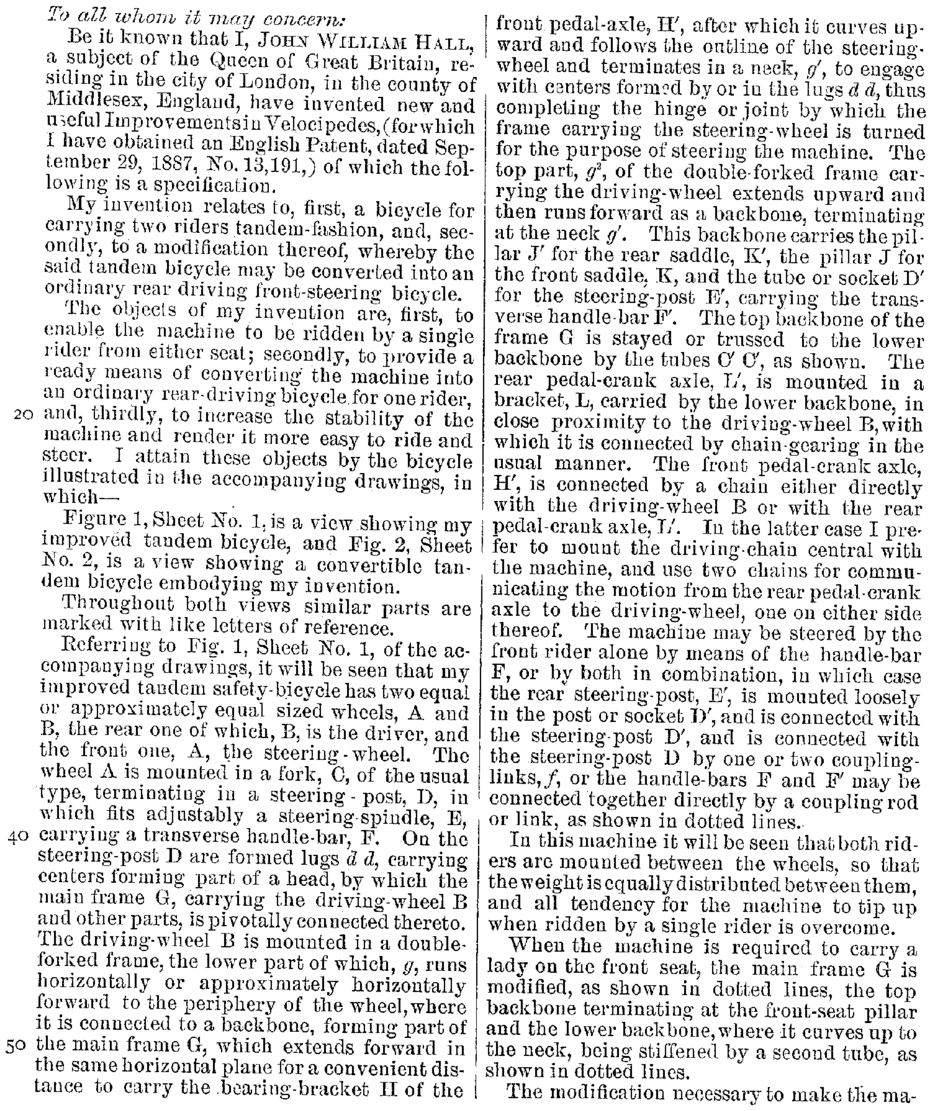 To all whom it may concern:
Be it known that I, JOHN WILLIAM HALL,
a subject of the Queen of Great Britain, re-
siding in the city of London, in the county of
Middlesex, England, have invented new and
useful Improvements in Velocipedes, (for which
I have obtained an English Patent, dated Sep-
tember 29, 1887, No. 13,191,) of which the fol-
lowing is a specification.
My invention relates to, first, a bicycle for
carrying two riders tandem-fashion, and, sec-
ondly, to a modification thereof, whereby the
said tandem bicycle may be converted into an
ordinary rear driving front-steering bicycle.
The objects of my invention are, first, to
enable the machine to be ridden by a single
rider from either seat; secondly, to provide a
ready means of converting the machine into
an ordinary rear-driving bicycle for one rider,
20 and, thirdly, to increase the stability of the
machine and render it more easy to ride and
steer. I attain these objects by the bicycle
illustrated in the accompanying drawings, in
which—
Figure 1, Sheet No. 1, is a view showing my
improved tandem bicycle, and Fig. 2, Sheet
No. 2, is a view showing a convertible tan-
dem bicycle embodying my invention.
Throughout both views similar parts are
marked with like letters of reference.
Referring to Fig. 1, Sheet No. 1, of the ac-
companying drawings, it will be seen that my
improved tandem safety-bicycle has two equal
or approximately equal sized wheels, A and
B, the rear one of which, B, is the driver, and
the front one, A, the steering-wheel. The
wheel A is mounted in a fork, C, of the usual
type, terminating in a steering-post, D, in
which fits adjustably a steering-spindle, E,
40 carrying a transverse handle-bar, F. On the
steering-post D are formed lugs d d, carrying
centers forming part of a head, by which the
main frame G, carrying the driving-wheel B
and other parts, is pivotally connected thereto.
The driving-wheel B is mounted in a double-
forked frame, the lower part of which, g, runs
horizontally or approximately horizontally
forward to the periphery of the wheel, where
it is connected to a backbone, forming part of
50 the main frame G, which extends forward in
the same horizontal plane for a convenient dis-
tance to carry the bearing-bracket H of the
front pedal-axle, H', after which it curves up-
ward and follows the outline of the steering-
wheel and terminates in a neck, g', to engage
with centers formed by or in the lugs d d, thus
completing the hinge or joint by which the
frame carrying the steering-wheel is turned
for the purpose of steering the machine. The
top part, g², of the double-forked frame car-
rying the driving-wheel extends upward and
then runs forward as a backbone, terminating
at the neck g'. This backbone carries the pil-
lar J' for the rear saddle, K', the pillar J for
the front saddle, K, and the tube or socket D'
for the steering-post E', carrying the trans-
verse handle-bar F'. The top backbone of the
frame G is stayed or trussed to the lower
backbone by the tubes C' C', as shown. The
rear pedal-crank axle, L', is mounted in a
bracket, L, carried by the lower backbone, in
close proximity to the driving-wheel B, with
which it is connected by chain-gearing in the
usual manner. The front pedal-crank axle,
H', is connected by a chain either directly
with the driving-wheel B or with the rear
pedal-crank axle, L'. In the latter case I pre-
fer to mount the driving-chain central with
the machine, and use two chains for commu-
nicating the motion from the rear pedal-crank
axle to the driving-wheel, one on either side
thereof. The machine may be steered by the
front rider alone by means of the handle-bar
F, or by both in combination, in which case
the rear steering-post, E', is mounted loosely
in the post or socket D', and is connected with
the steering-post D', and is connected with
the steering-post D by one or two coupling-
links, f, or the handle-bars F and F' may be
connected together directly by a coupling rod
or link, as shown in dotted lines.
In this machine it will be seen that both rid-
ers are mounted between the wheels, so that
the weight is equally distributed between them,
and all tendency for the machine to tip up
when ridden by a single rider is overcome.
When the machine is required to carry a
lady on the front seat, the main frame G is
modified, as shown in dotted lines, the top
backbone terminating at the front-seat pillar
and the lower backbone, where it curves up to
the neck, being stiffened by a second tube, as
shown in dotted lines.
The modification necessary to make the ma-